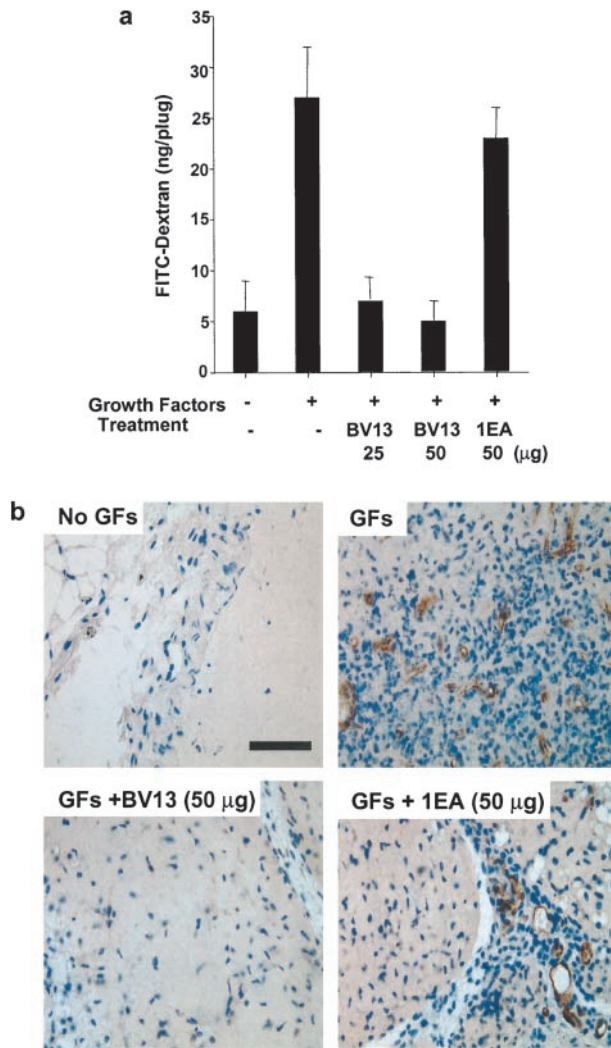 a
FITC-Dextran (ng/plug)
35
30
25
20
15
10
5
0
Growth Factors - + + + +
Treatment - - BV13 BV13 1EA
25 50 50 (μg)
b
No GFs
GFs
GFs +BV13 (50 μg)
GFs + 1EA (50 μg)